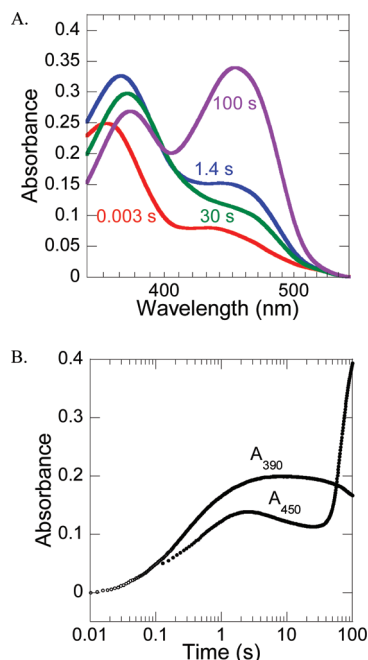 A.
0.4
0.35
0.3
0.25
0.2
0.15
0.1
0.05
0
Absorbance
100 s
1.4 s
0.003 s
30 s
400
500
Wavelength (nm)
B.
0.4
0.3
0.2
0.1
0
Absorbance
A390
A450
0.01
0.1
1
10
100
Time (s)